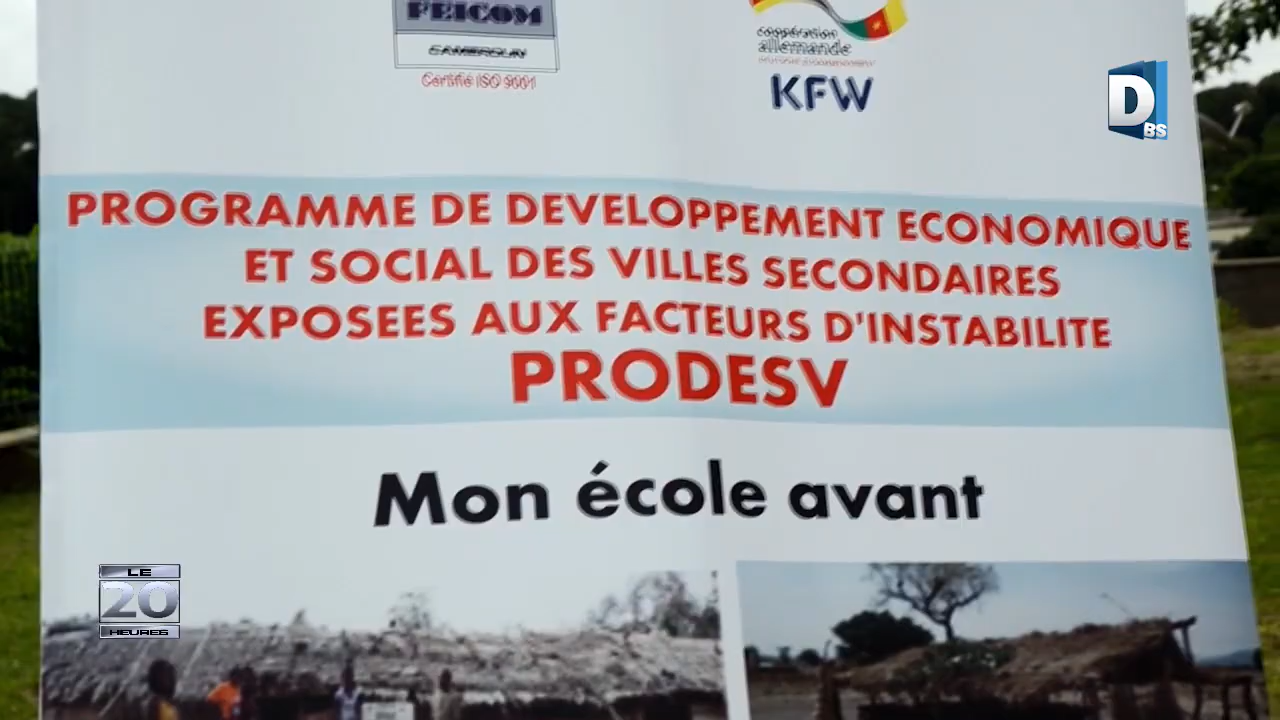 FEICOM
CAMEROUN
Certifié ISO 9001
coopération
allemande
KFW
D
BS
PROGRAMME DE DEVELOPPEMENT ECONOMIQUE
ET SOCIAL DES VILLES SECONDAIRES
EXPOSEES AUX FACTEURS D'INSTABILITE
PRODESV
Mon école avant
LE
20
HEURES